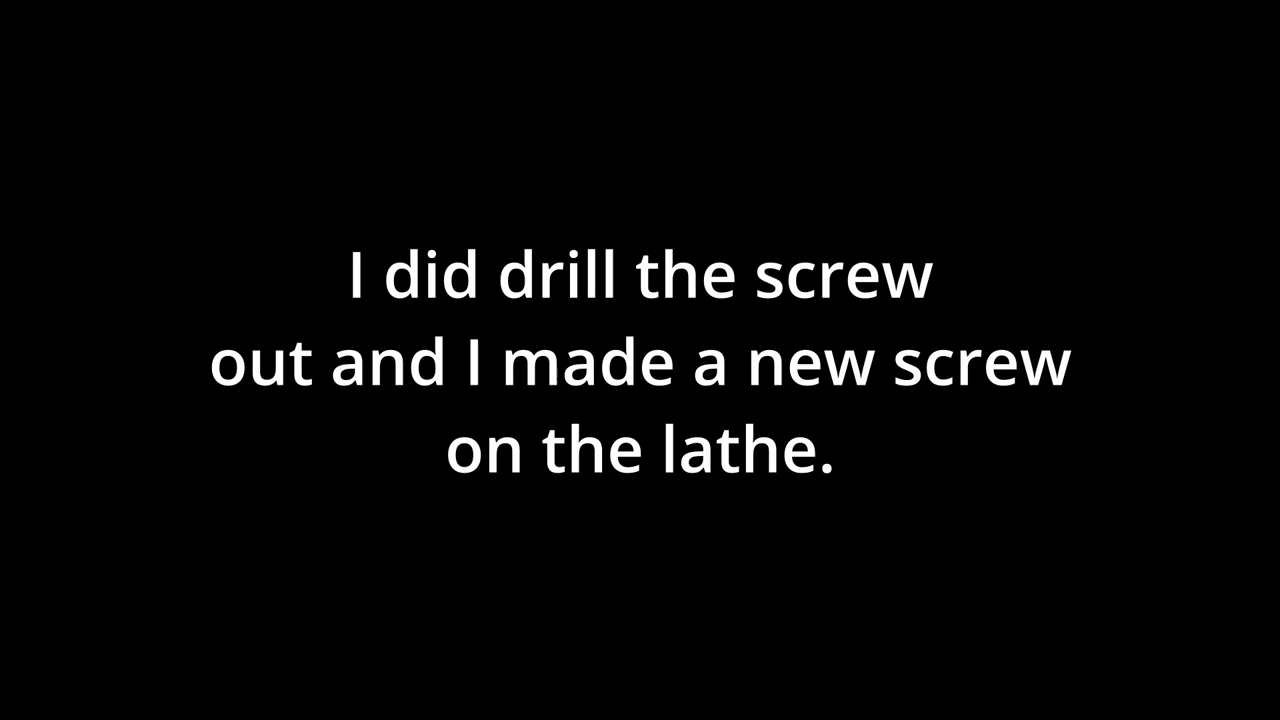 I did drill the screw
out and I made a new screw
on the lathe.